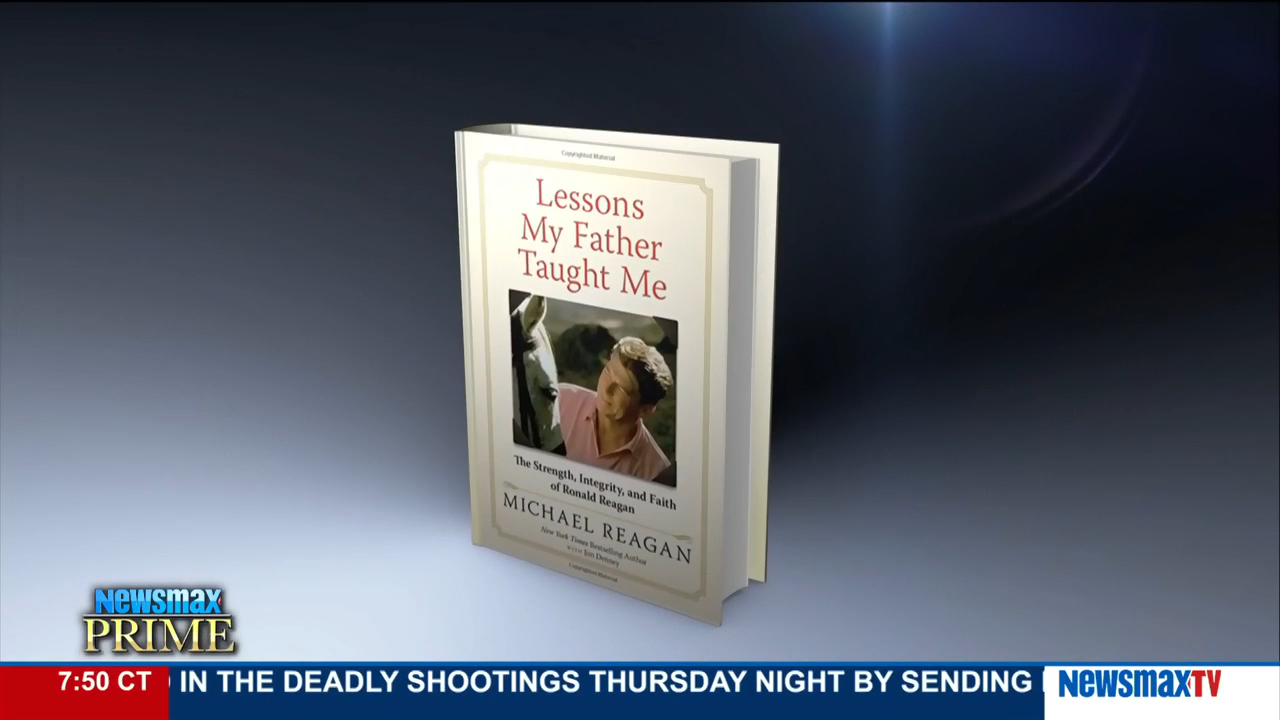 Copyrighted Material
Lessons
My Father
Taught Me
The Strength, Integrity, and Faith
of Ronald Reagan
MICHAEL REAGAN
New York Times Bestselling Author
WITH Jim Denney
Copyrighted Material
Newsmax
PRIME
7:50 CT
IN THE DEADLY SHOOTINGS THURSDAY NIGHT BY SENDING
NewsmaxTV